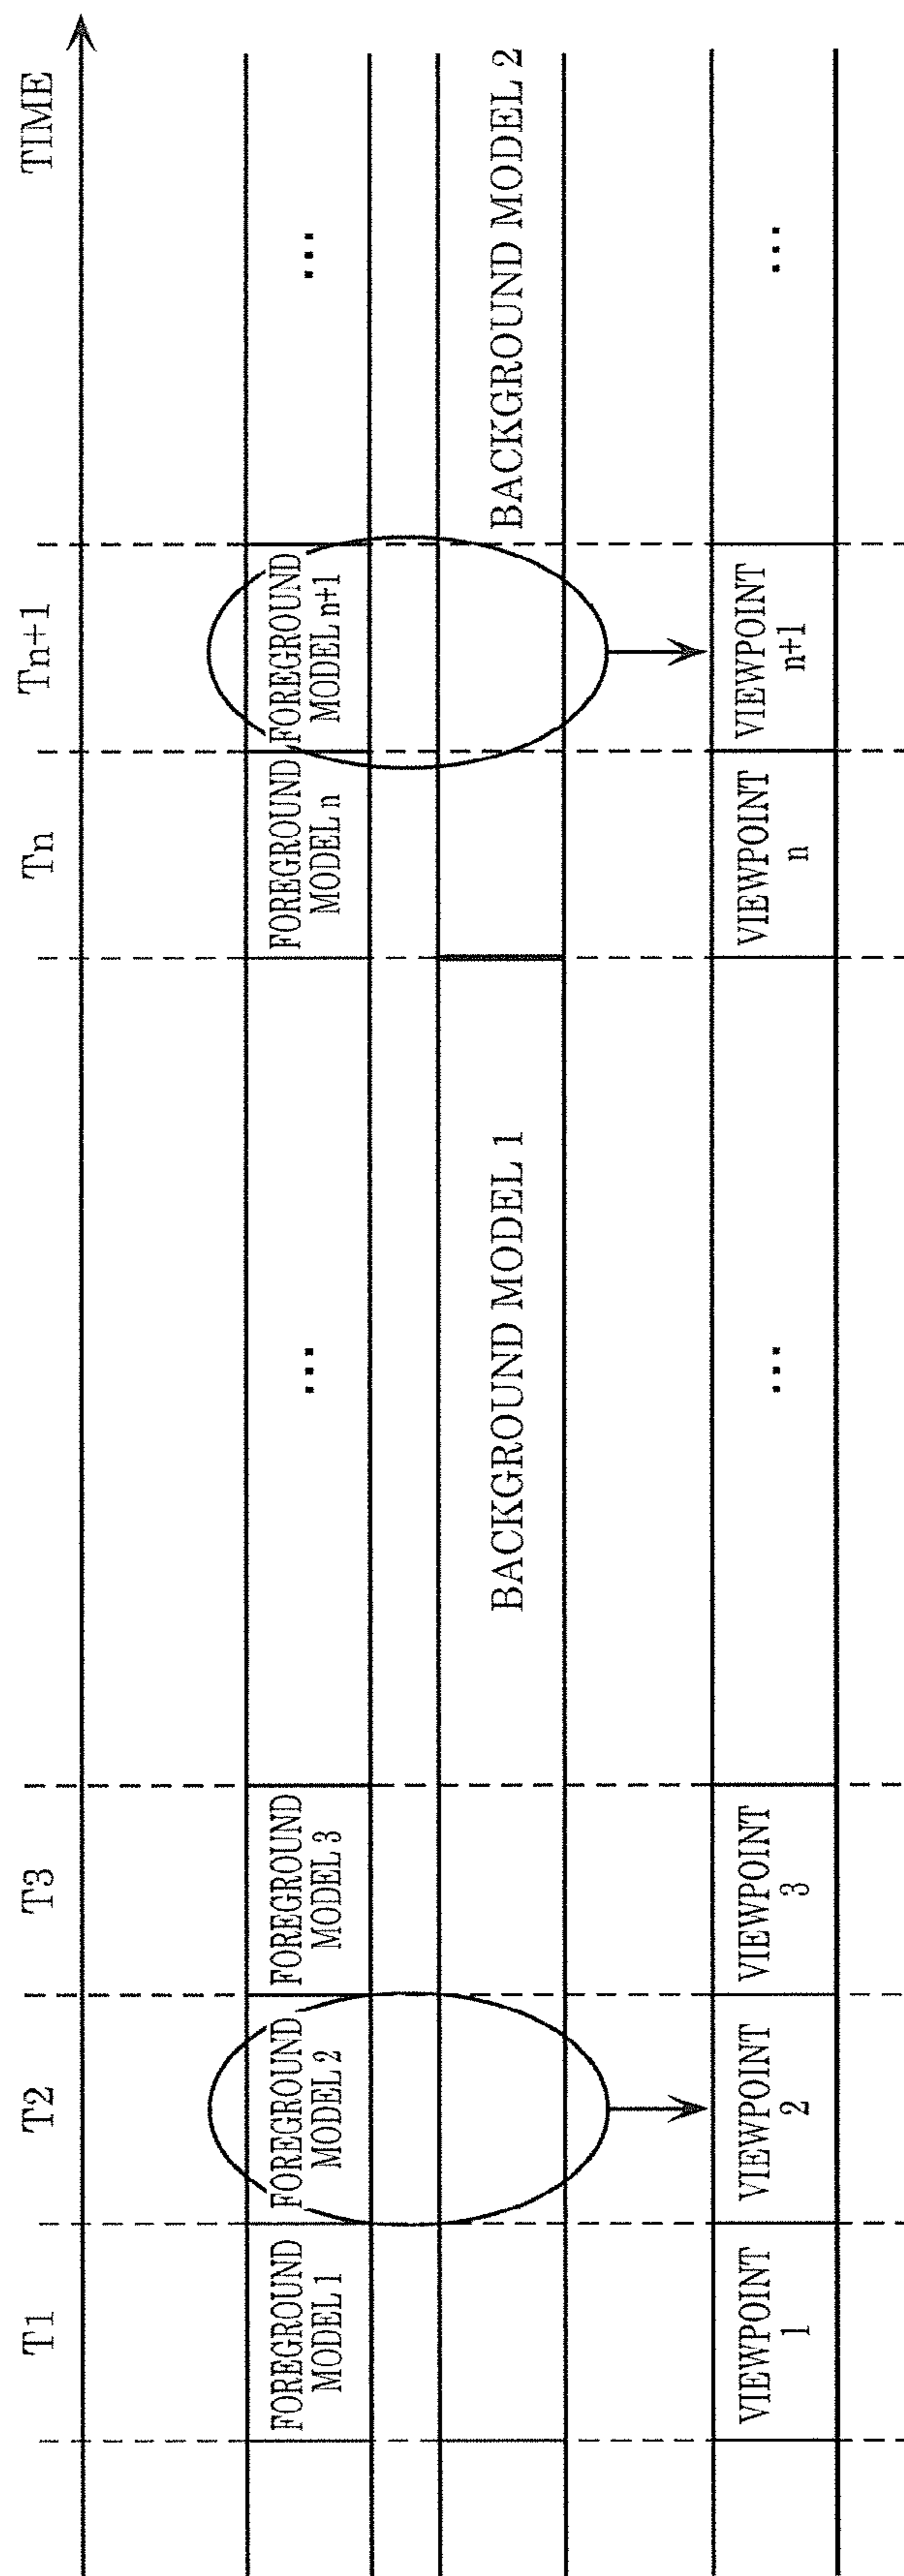 TIME
T1
T2
T3
Tn
Tn+1
FOREGROUND
MODEL 1
FOREGROUND
MODEL 2
FOREGROUND
MODEL 3
...
FOREGROUND
MODEL n
FOREGROUND
MODEL n+1
...
BACKGROUND MODEL 1
BACKGROUND MODEL 2
VIEWPOINT
1
VIEWPOINT
2
VIEWPOINT
3
...
VIEWPOINT
n
VIEWPOINT
n+1
...